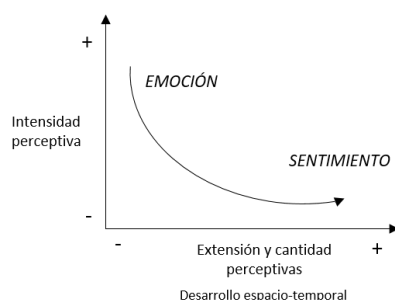 +
EMOCIÓN
Intensidad
perceptiva
SENTIMIENTO
-
-
Extensión y cantidad
perceptivas
+
Desarrollo espacio-temporal